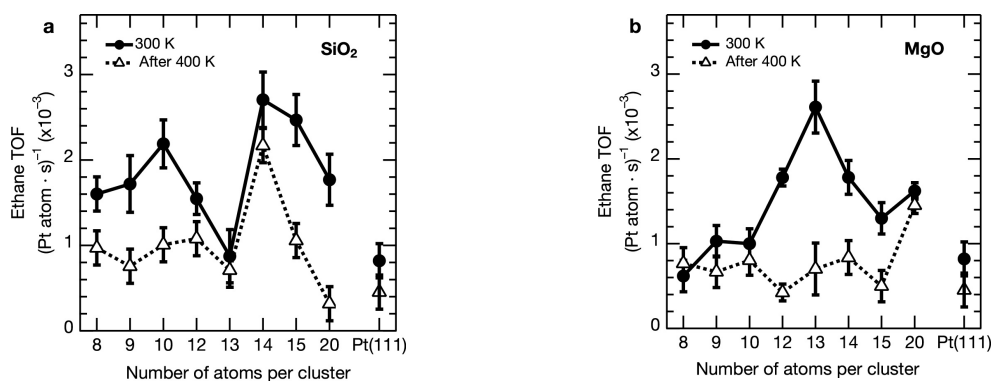 a
300 K
After 400 K
SiO₂
Ethane TOF
(Pt atom · s)⁻¹ (x10⁻³)
3
2
1
0
8 9 10 12 13 14 15 20 Pt(111)
Number of atoms per cluster
b
300 K
After 400 K
MgO
Ethane TOF
(Pt atom · s)⁻¹ (x10⁻³)
3
2
1
0
8 9 10 12 13 14 15 20 Pt(111)
Number of atoms per cluster